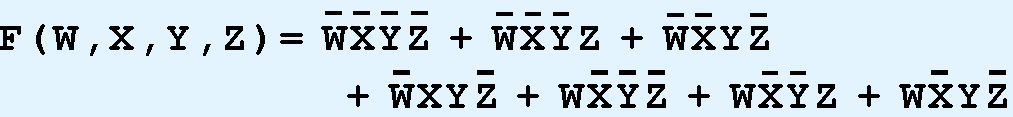 F(W,X,Y,Z)= W̅X̅Y̅Z̅ + W̅X̅Y̅Z + W̅X̅YZ̅
+ W̅XYZ̅ + WX̅Y̅Z̅ + WX̅Y̅Z + WX̅YZ̅